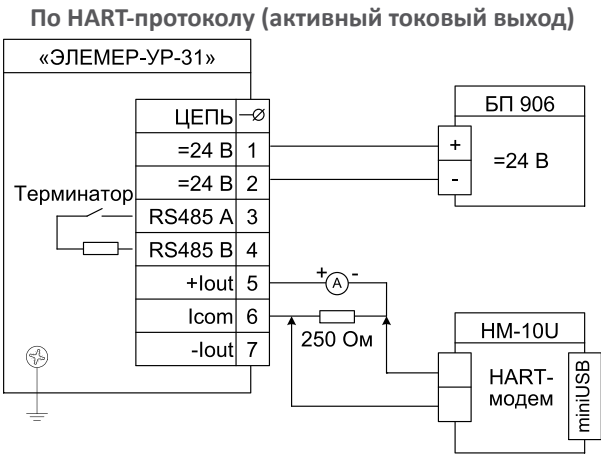 По HART-протоколу (активный токовый выход)
«ЭЛЕМЕР-УР-31»
ЦЕПЬ
=24 В 1
=24 В 2
RS485 A 3
RS485 B 4
+Iout 5
Icom 6
-Iout 7
Терминатор
БП 906
+
-
=24 В
+ A -
250 Ом
HM-10U
HART-
модем
miniUSB